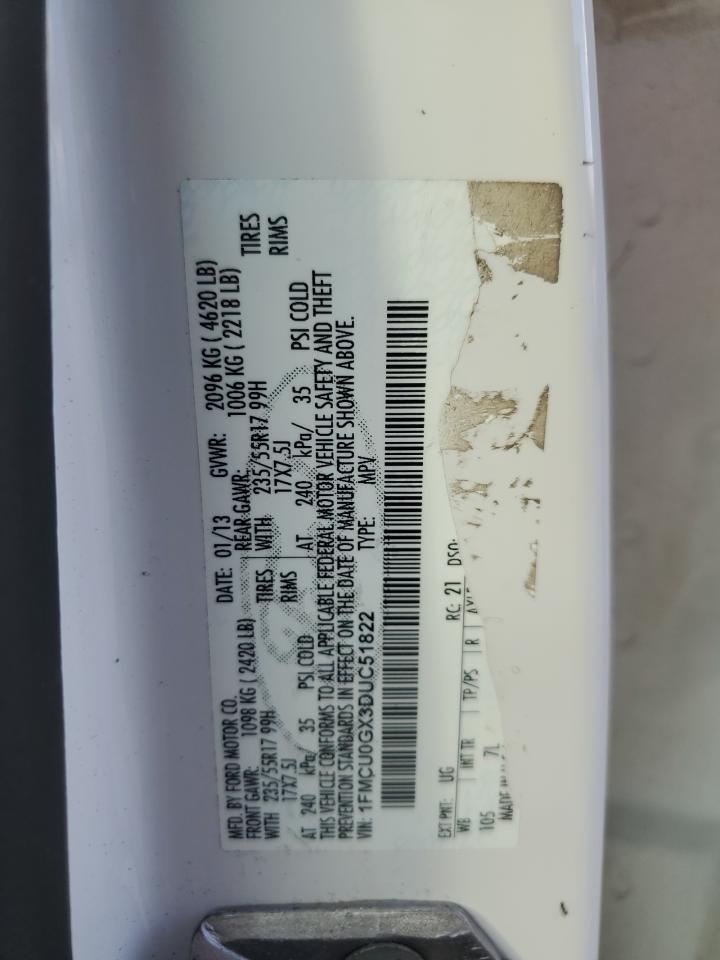 MFD. BY FORD MOTOR CO. DATE: 01/13 GVWR: 2096 KG ( 4620 LB)
FRONT GAWR: 1098 KG ( 2420 LB) REAR GAWR: 1006 KG ( 2218 LB)
WITH 235/55R17 99H TIRES WITH 235/55R17 99H TIRES
17X7.5J RIMS 17X7.5J RIMS
AT 240 kPa/ 35 PSI COLD AT 240 kPa/ 35 PSI COLD
THIS VEHICLE CONFORMS TO ALL APPLICABLE FEDERAL MOTOR VEHICLE SAFETY AND THEFT
PREVENTION STANDARDS IN EFFECT ON THE DATE OF MANUFACTURE SHOWN ABOVE.
VIN: 1FMCU0GX3DUC51822 TYPE: MPV
EXT PNT: UG RC: 21 DSO:
WB INT TR TP/PS R
105 7L
MADE IN